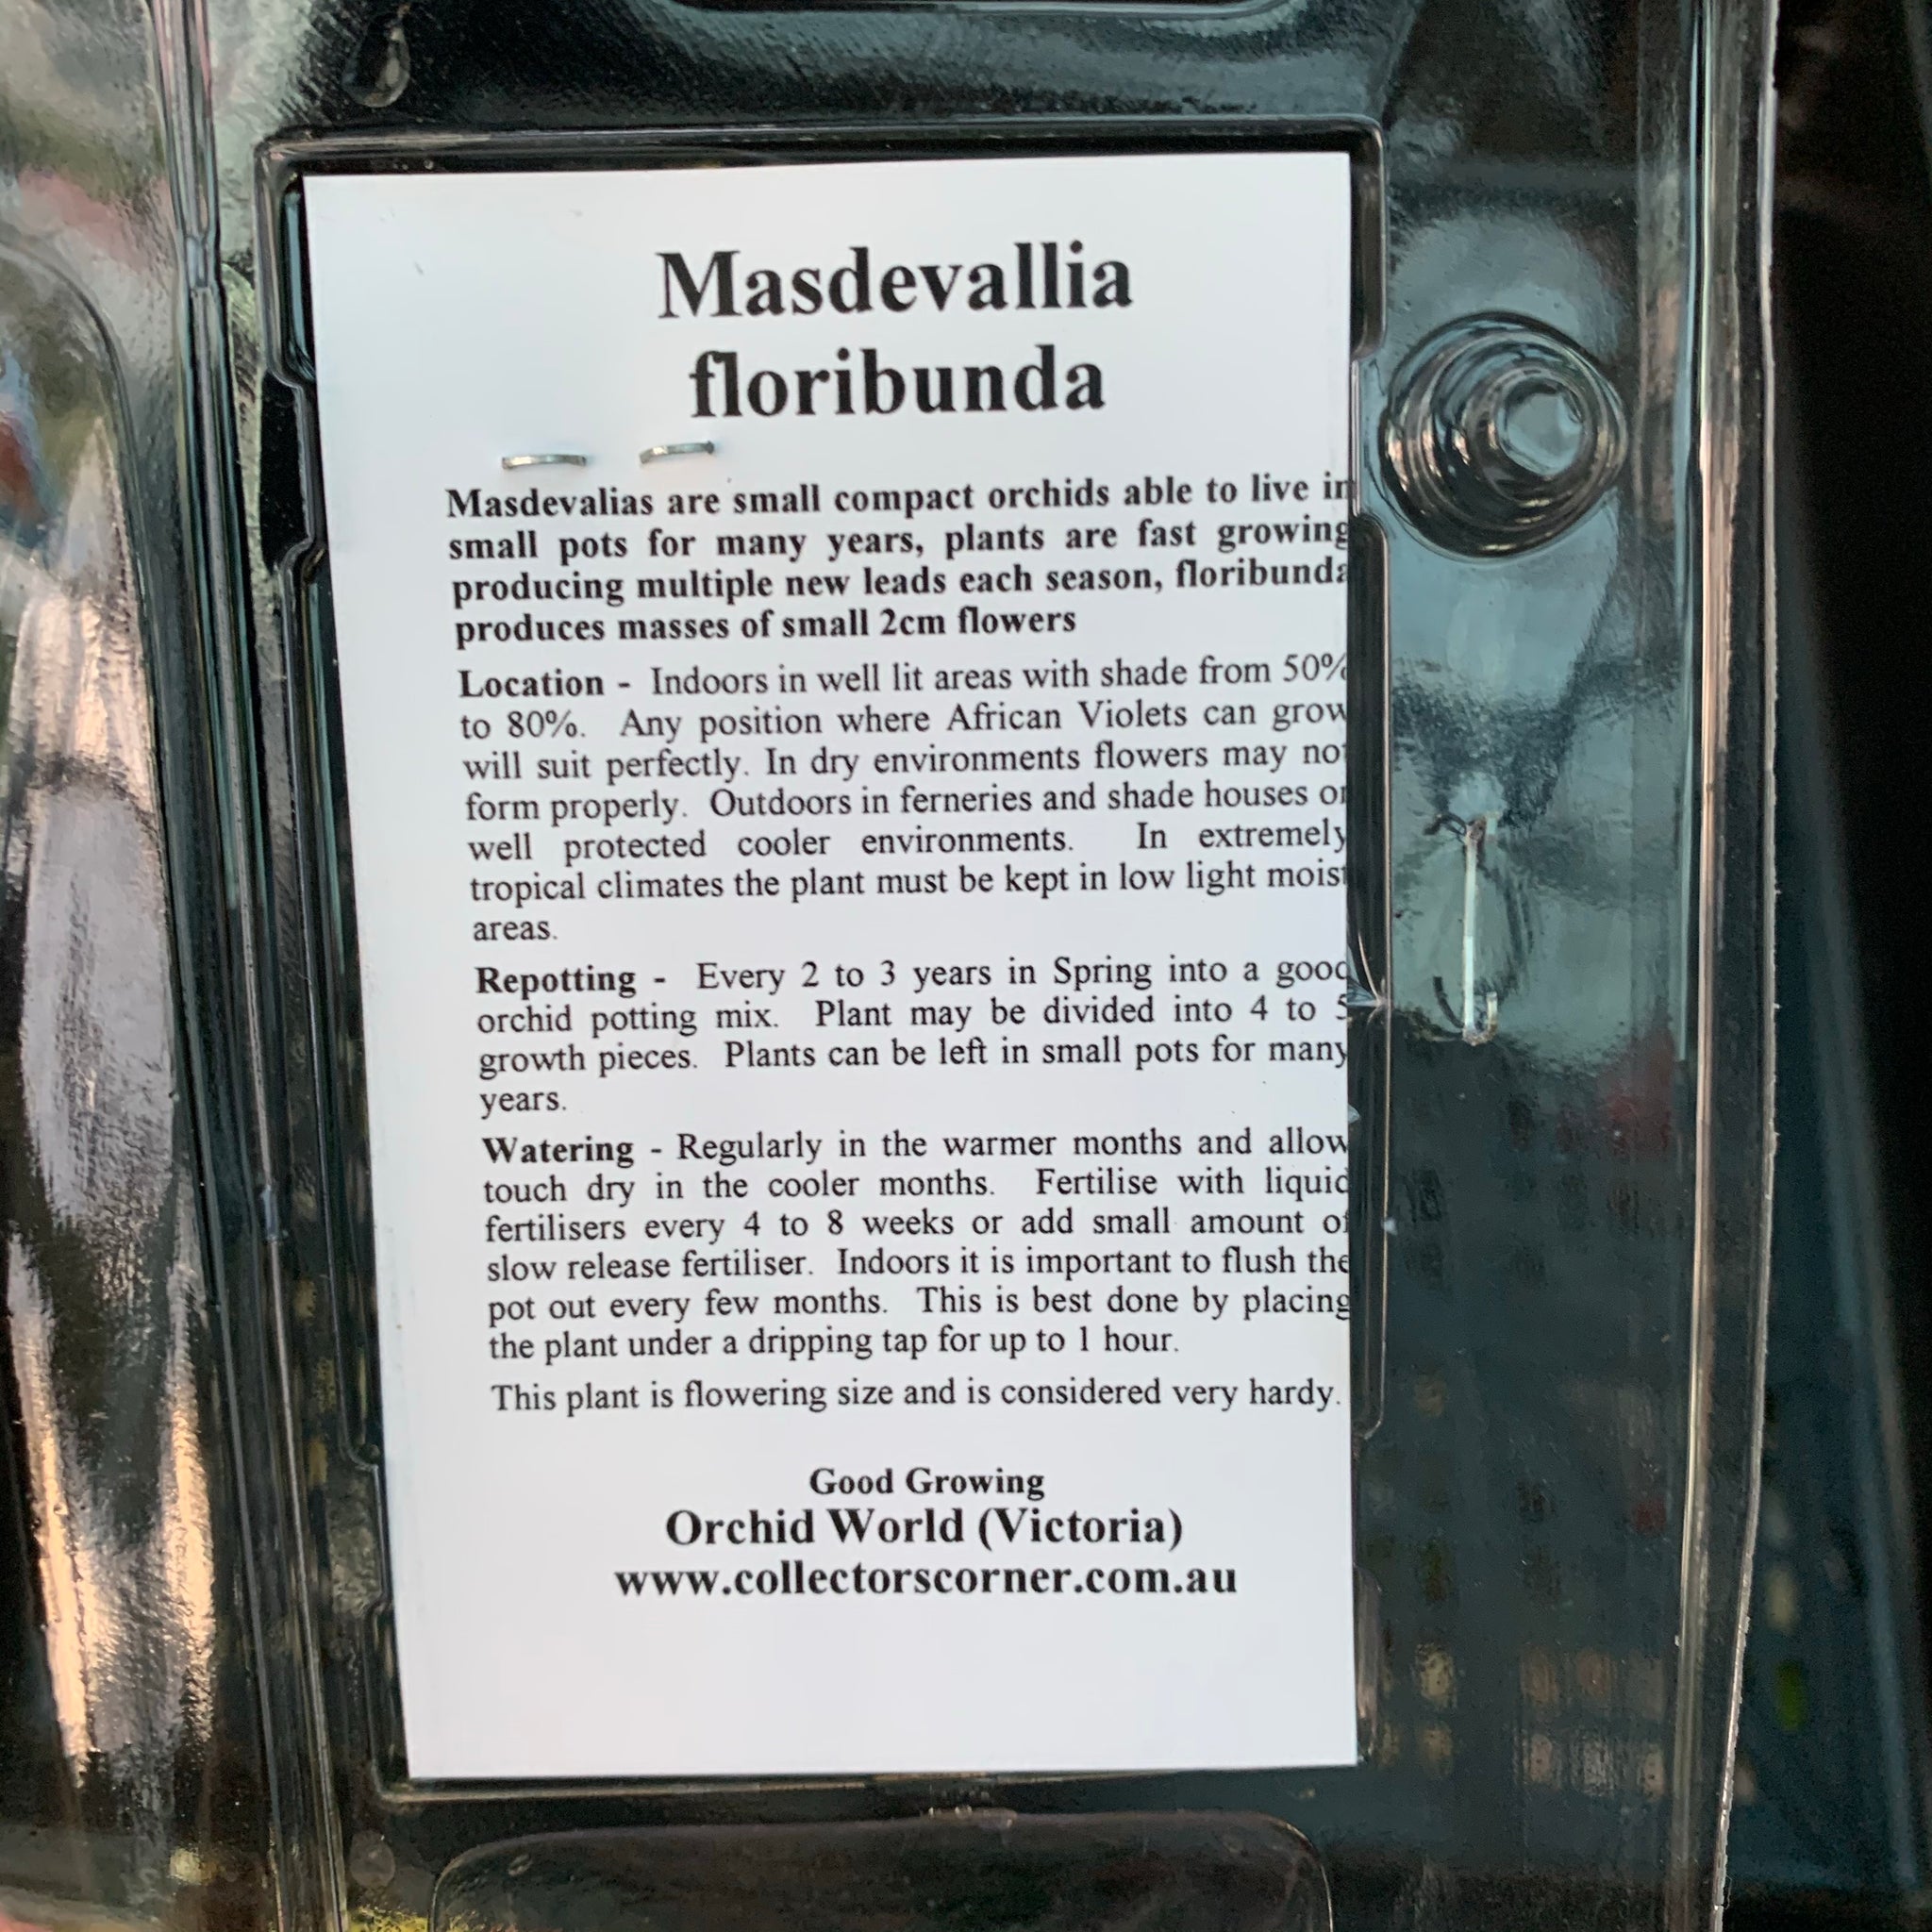 Masdevallia
floribunda
Masdevalias are small compact orchids able to live in
small pots for many years, plants are fast growing
producing multiple new leads each season, floribunda
produces masses of small 2cm flowers
Location - Indoors in well lit areas with shade from 50%
to 80%. Any position where African Violets can grow
will suit perfectly. In dry environments flowers may not
form properly. Outdoors in ferneries and shade houses or
well protected cooler environments. In extremely
tropical climates the plant must be kept in low light moist
areas.
Repotting - Every 2 to 3 years in Spring into a good
orchid potting mix. Plant may be divided into 4 to 5
growth pieces. Plants can be left in small pots for many
years.
Watering - Regularly in the warmer months and allow
touch dry in the cooler months. Fertilise with liquid
fertilisers every 4 to 8 weeks or add small amount of
slow release fertiliser. Indoors it is important to flush the
pot out every few months. This is best done by placing
the plant under a dripping tap for up to 1 hour.
This plant is flowering size and is considered very hardy.
Good Growing
Orchid World (Victoria)
www.collectorscorner.com.au